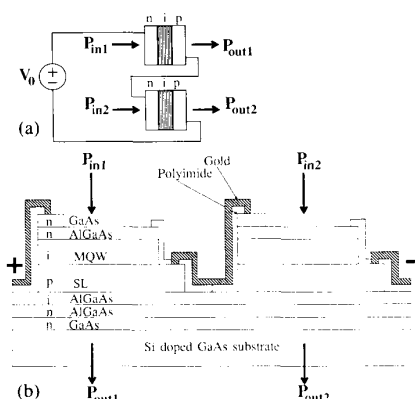 n i p
P_in1 P_out1
V_0
n i p
P_in2 P_out2
(a)
P_in1 Gold P_in2
Polyimide
n GaAs
n AlGaAs
i MQW
+ -
p SL
i AlGaAs
n AlGaAs
n GaAs
Si doped GaAs substrate
(b) P_out1 P_out2